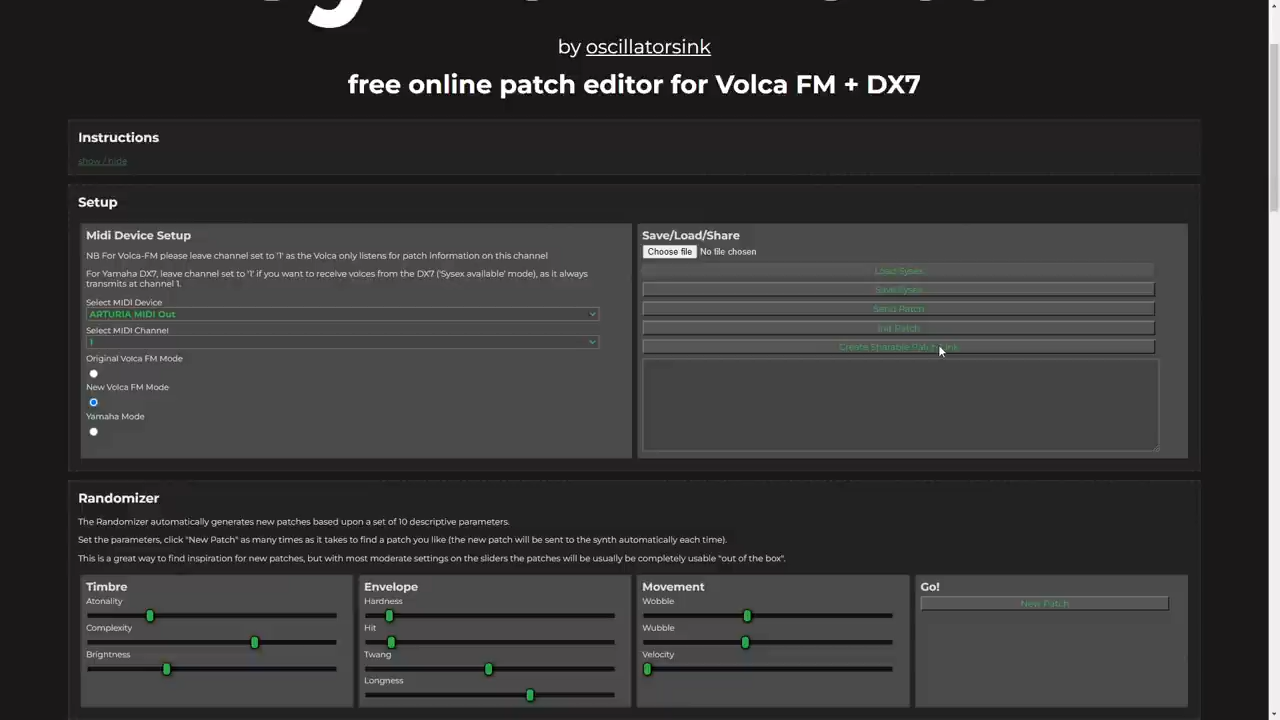 by oscillatorsink
free online patch editor for Volca FM + DX7
Instructions
show / hide
Setup
Midi Device Setup
NB For Volca-FM please leave channel set to '1' as the Volca only listens for patch information on this channel
For Yamaha DX7, leave channel set to '1' if you want to receive voices from the DX7 ('Sysex available' mode), as it always
transmits at channel 1.
Select MIDI Device
ARTURIA MIDI Out
Select MIDI Channel
1
Original Volca FM Mode
New Volca FM Mode
Yamaha Mode
Save/Load/Share
Choose file No file chosen
Load Sysex
Save Sysex
Send Patch
Init Patch
Create Sharable Patch Link
Randomizer
The Randomizer automatically generates new patches based upon a set of 10 descriptive parameters.
Set the parameters, click "New Patch" as many times as it takes to find a patch you like (the new patch will be sent to the synth automatically each time).
This is a great way to find inspiration for new patches, but with most moderate settings on the sliders the patches will be usually be completely usable "out of the box".
Timbre
Atonality
Complexity
Brightness
Envelope
Hardness
Hit
Twang
Longness
Movement
Wobble
Wubble
Velocity
Go!
New Patch